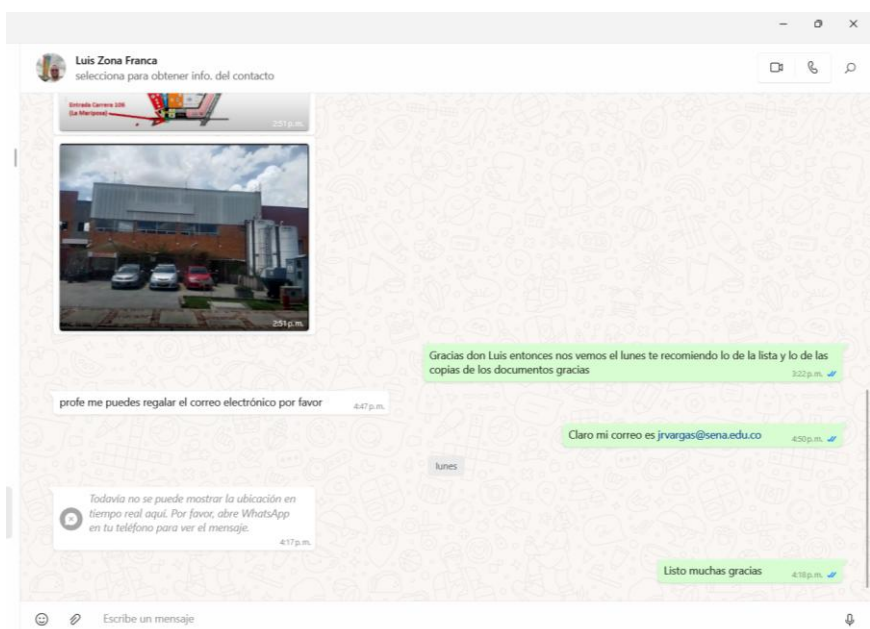 Luis Zona Franca
selecciona para obtener info. del contacto
Entrada Carrera 106
(La Mariposa)
2:51 p.m.
2:51 p.m.
Gracias don Luis entonces nos vemos el lunes te recomiendo lo de la lista y lo de las
copias de los documentos gracias
3:22 p.m.
profe me puedes regalar el correo electrónico por favor
4:47 p.m.
Claro mi correo es jrvargas@sena.edu.co
4:50 p.m.
lunes
Todavía no se puede mostrar la ubicación en
tiempo real aquí. Por favor, abre WhatsApp
en tu teléfono para ver el mensaje.
4:17 p.m.
Listo muchas gracias
4:18 p.m.
Escribe un mensaje